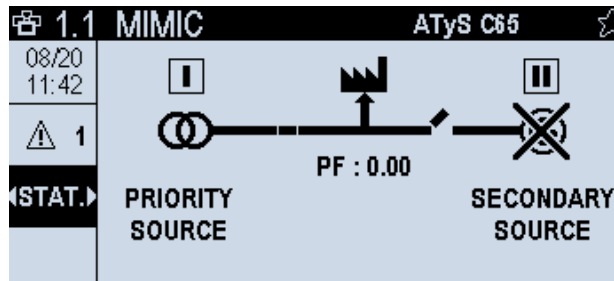 1.1 MIMIC ATyS C65
08/20
11:42
I
II
1
PF : 0.00
STAT.
PRIORITY
SOURCE
SECONDARY
SOURCE